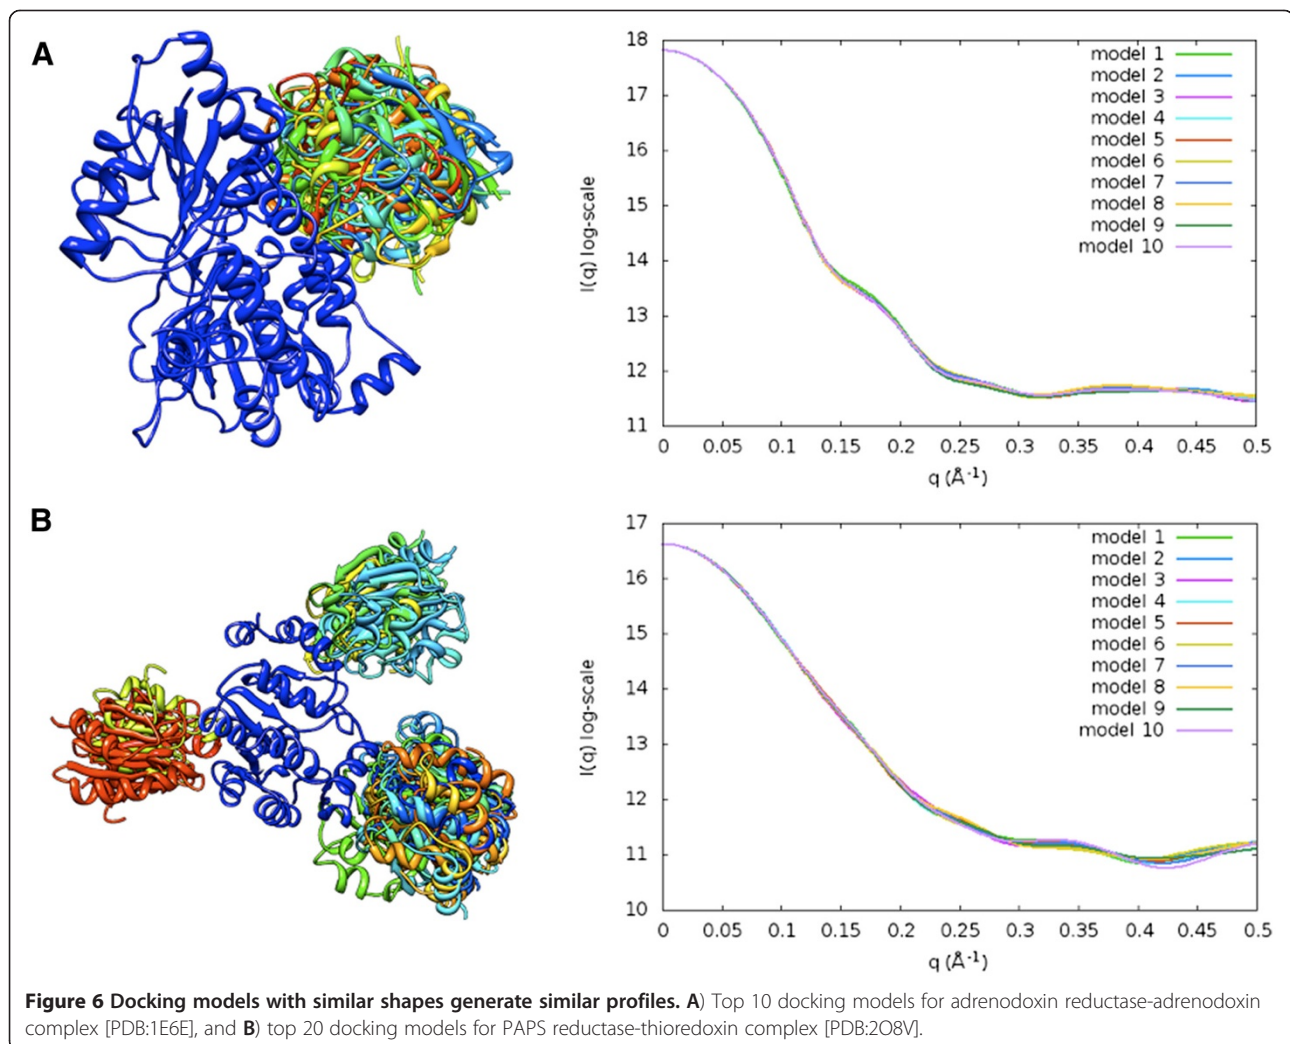 A
18
17
16
15
14
13
12
11
I(q) log-scale
model 1
model 2
model 3
model 4
model 5
model 6
model 7
model 8
model 9
model 10
0 0.05 0.1 0.15 0.2 0.25 0.3 0.35 0.4 0.45 0.5
q (Å-1)
B
17
16
15
14
13
12
11
10
I(q) log-scale
model 1
model 2
model 3
model 4
model 5
model 6
model 7
model 8
model 9
model 10
0 0.05 0.1 0.15 0.2 0.25 0.3 0.35 0.4 0.45 0.5
q (Å-1)
Figure 6 Docking models with similar shapes generate similar profiles. A) Top 10 docking models for adrenodoxin reductase-adrenodoxin
complex [PDB:1E6E], and B) top 20 docking models for PAPS reductase-thioredoxin complex [PDB:2O8V].